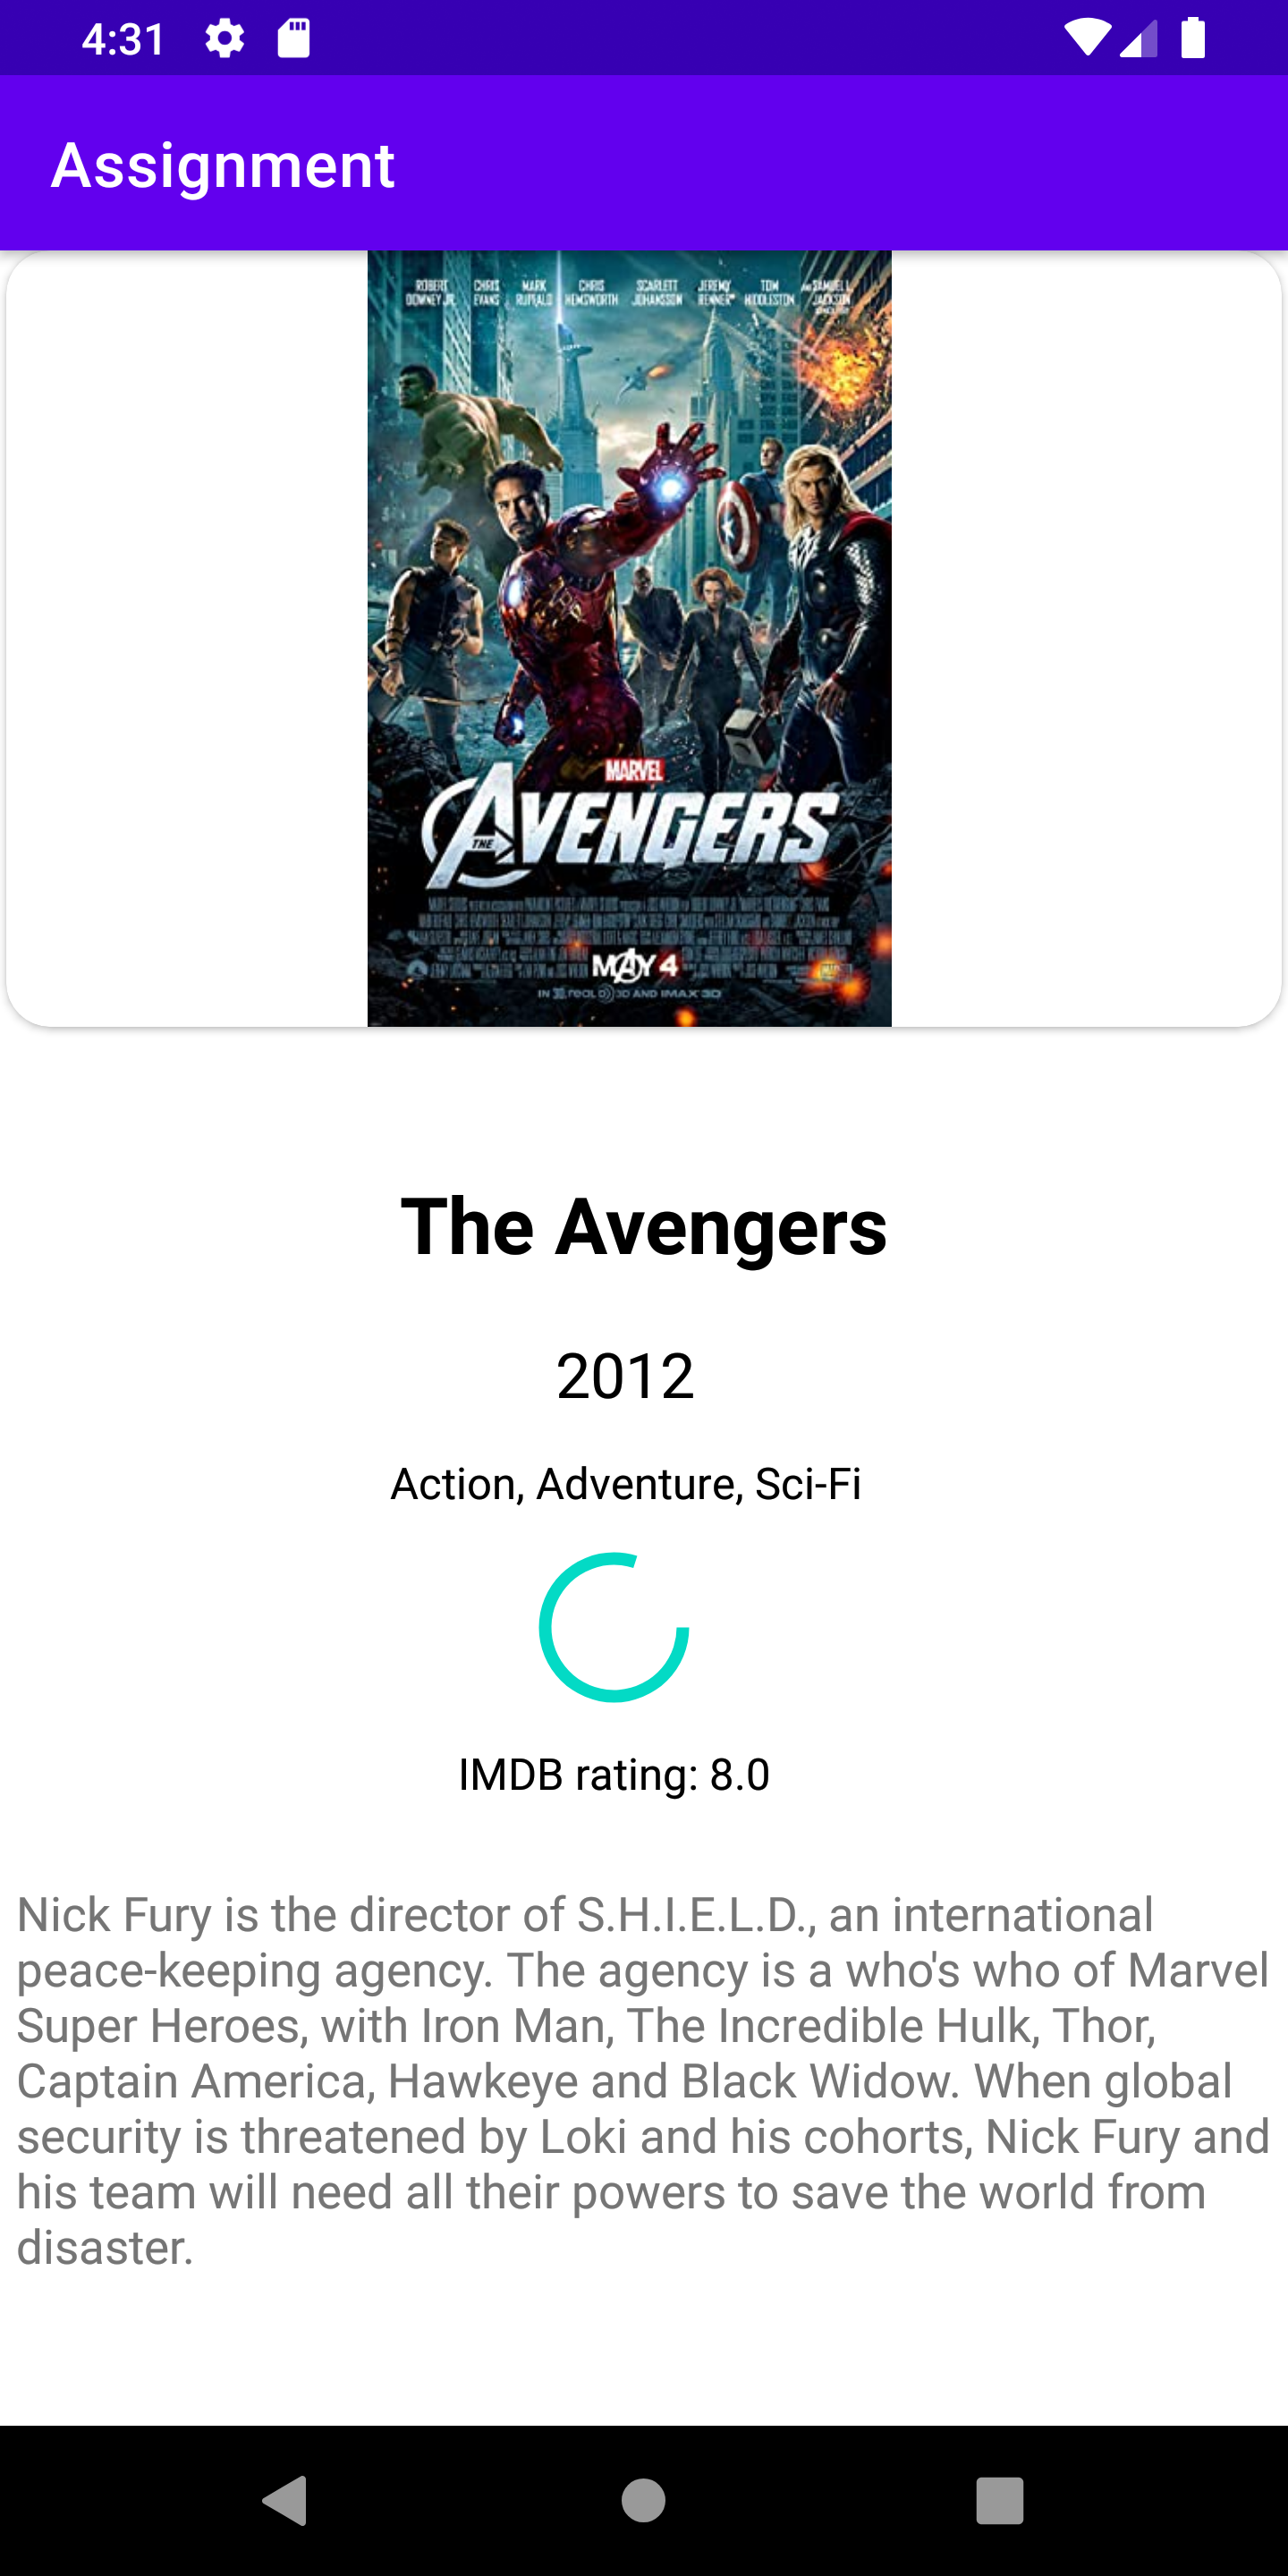 4:31
Assignment
ROBERT DOWNEY JR. CHRIS EVANS MARK RUFFALO CHRIS HEMSWORTH SCARLETT JOHANSSON JEREMY RENNER TOM HIDDLESTON AND SAMUEL L. JACKSON
MARVEL
THE AVENGERS
MAY 4
IN REAL D 3D AND IMAX 3D
The Avengers
2012
Action, Adventure, Sci-Fi
IMDB rating: 8.0
Nick Fury is the director of S.H.I.E.L.D., an international
peace-keeping agency. The agency is a who's who of Marvel
Super Heroes, with Iron Man, The Incredible Hulk, Thor,
Captain America, Hawkeye and Black Widow. When global
security is threatened by Loki and his cohorts, Nick Fury and
his team will need all their powers to save the world from
disaster.